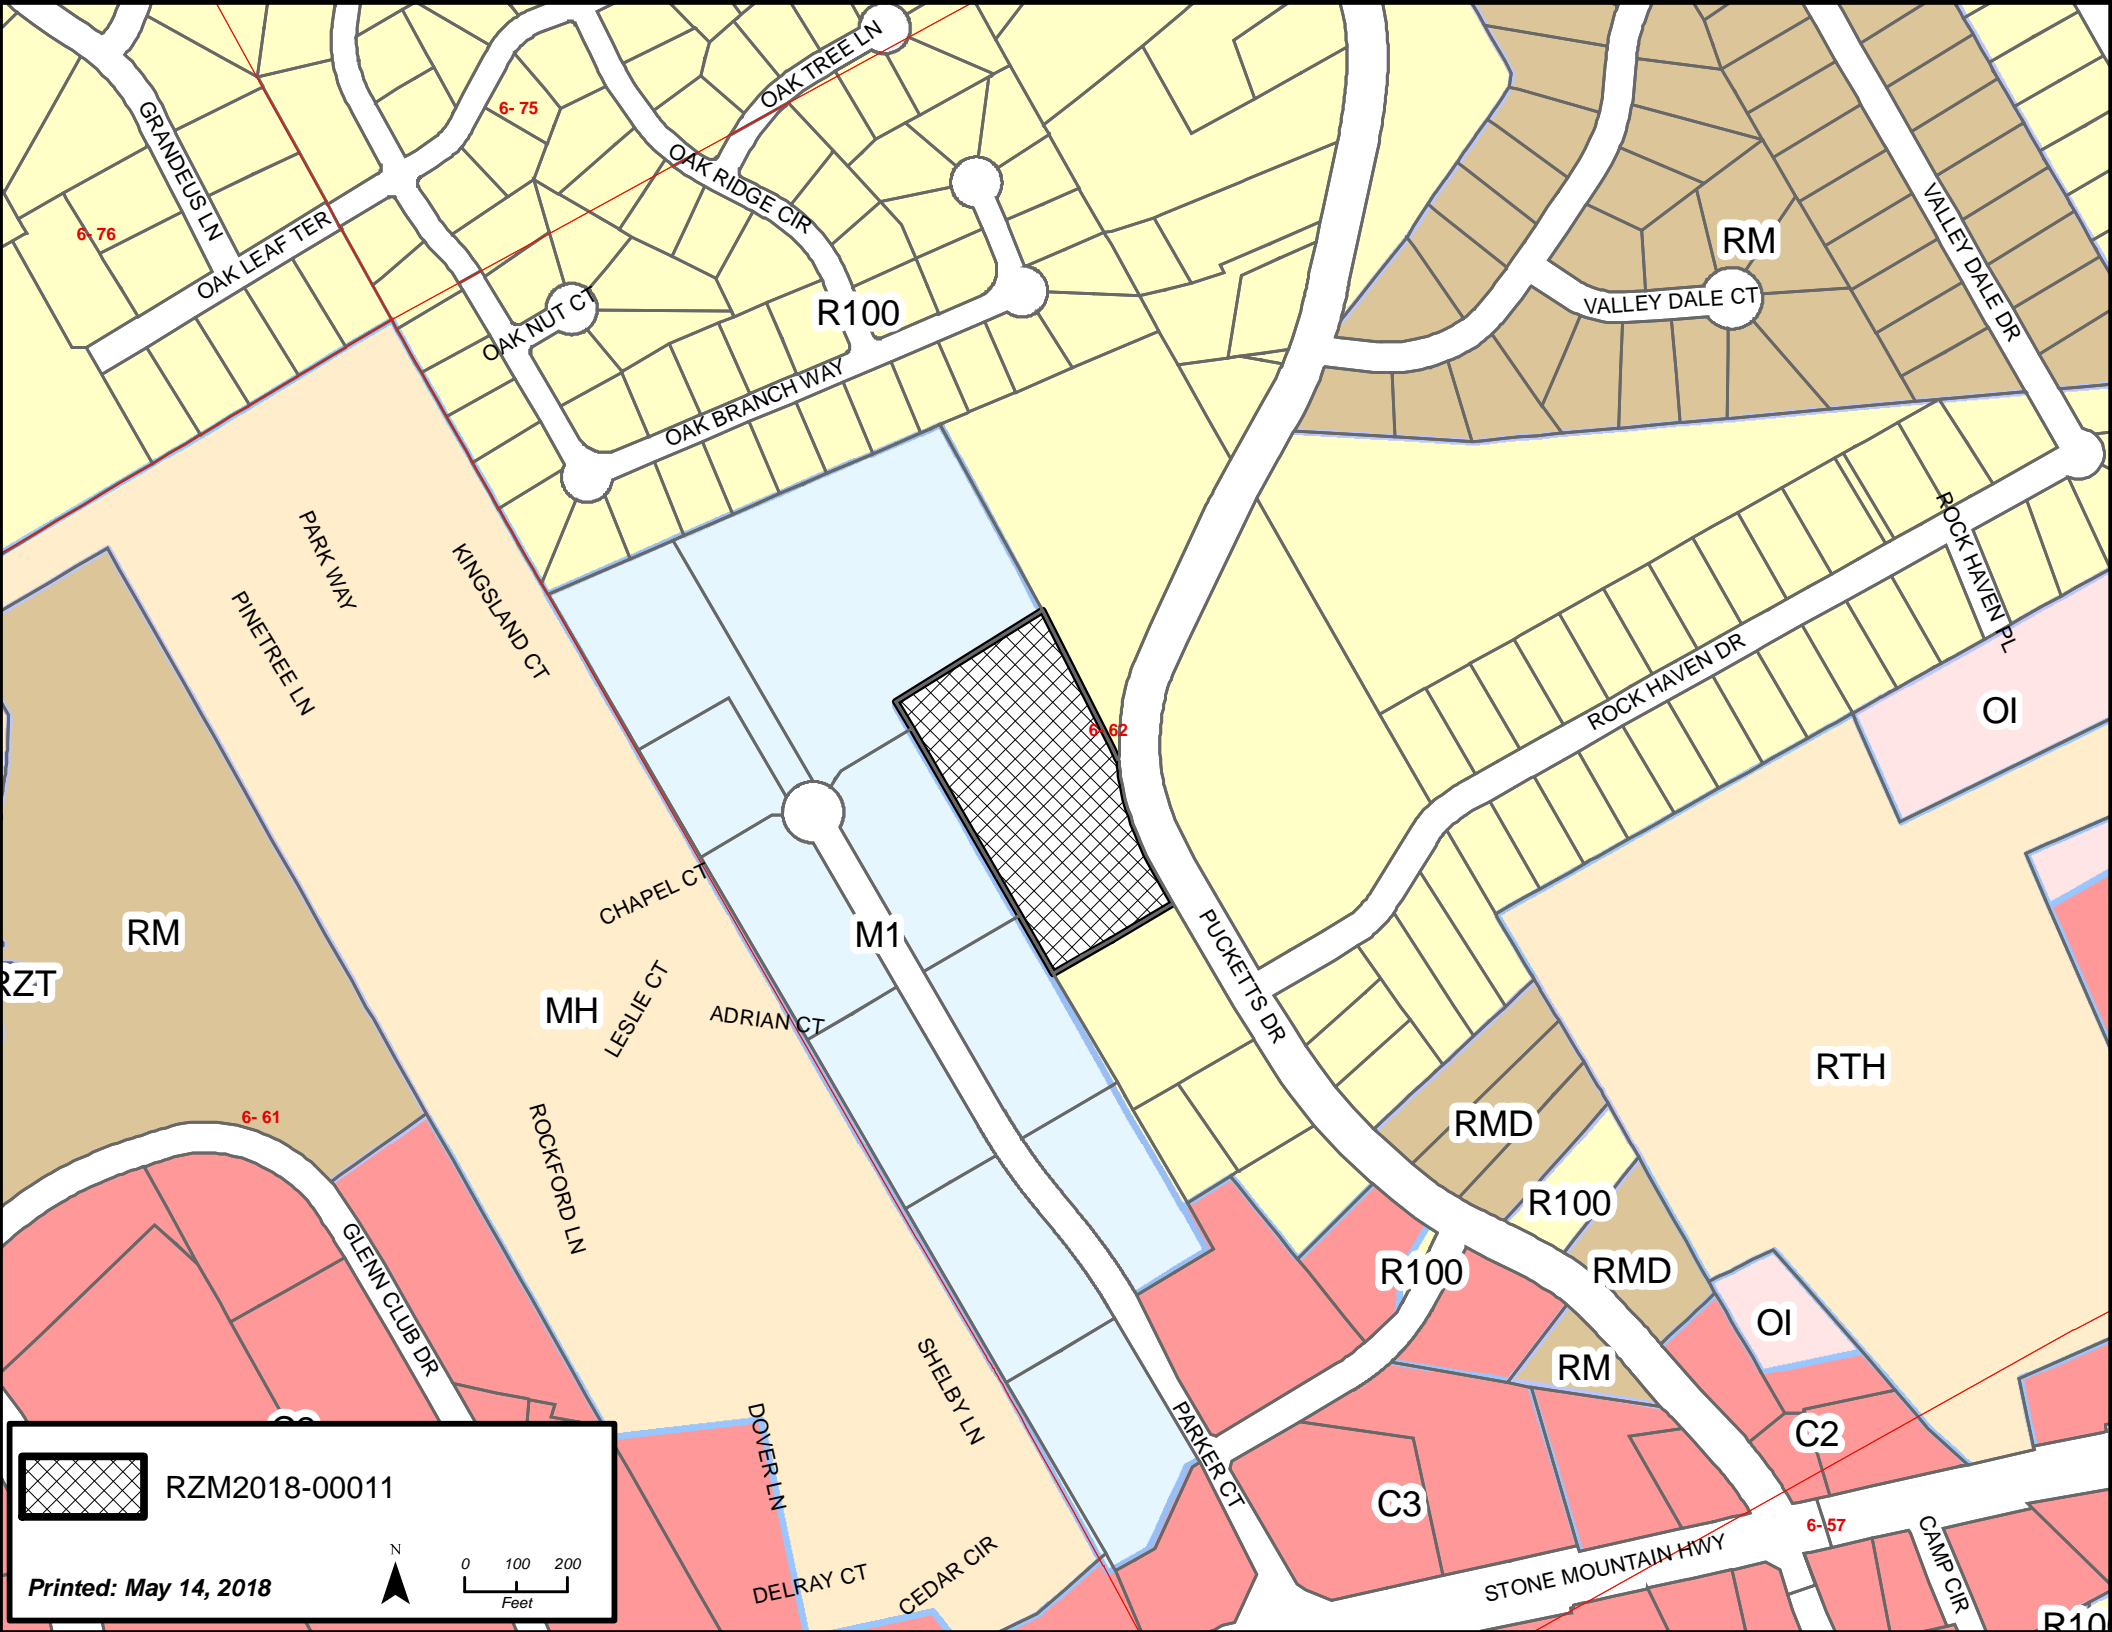 OAK TREE LN
6- 75
GRANDEUS LN
OAK RIDGE CIR
6- 76
OAK LEAF TER
RM
VALLEY DALE DR
VALLEY DALE CT
R100
OAK NUT CT
OAK BRANCH WAY
PARK WAY
KINGSLAND CT
PINETREE LN
ROCK HAVEN PL
ROCK HAVEN DR
OI
6- 62
CHAPEL CT
RM
M1
PUCKETTS DR
RZT
MH
LESLIE CT
ADRIAN CT
RTH
6- 61
ROCKFORD LN
RMD
R100
GLENN CLUB DR
R100
RMD
OI
RM
SHELBY LN
DOVER LN
PARKER CT
C2
C3
6- 57
STONE MOUNTAIN HWY
CAMP CIR
DELRAY CT
CEDAR CIR
RZM2018-00011
N
0 100 200
Feet
Printed: May 14, 2018